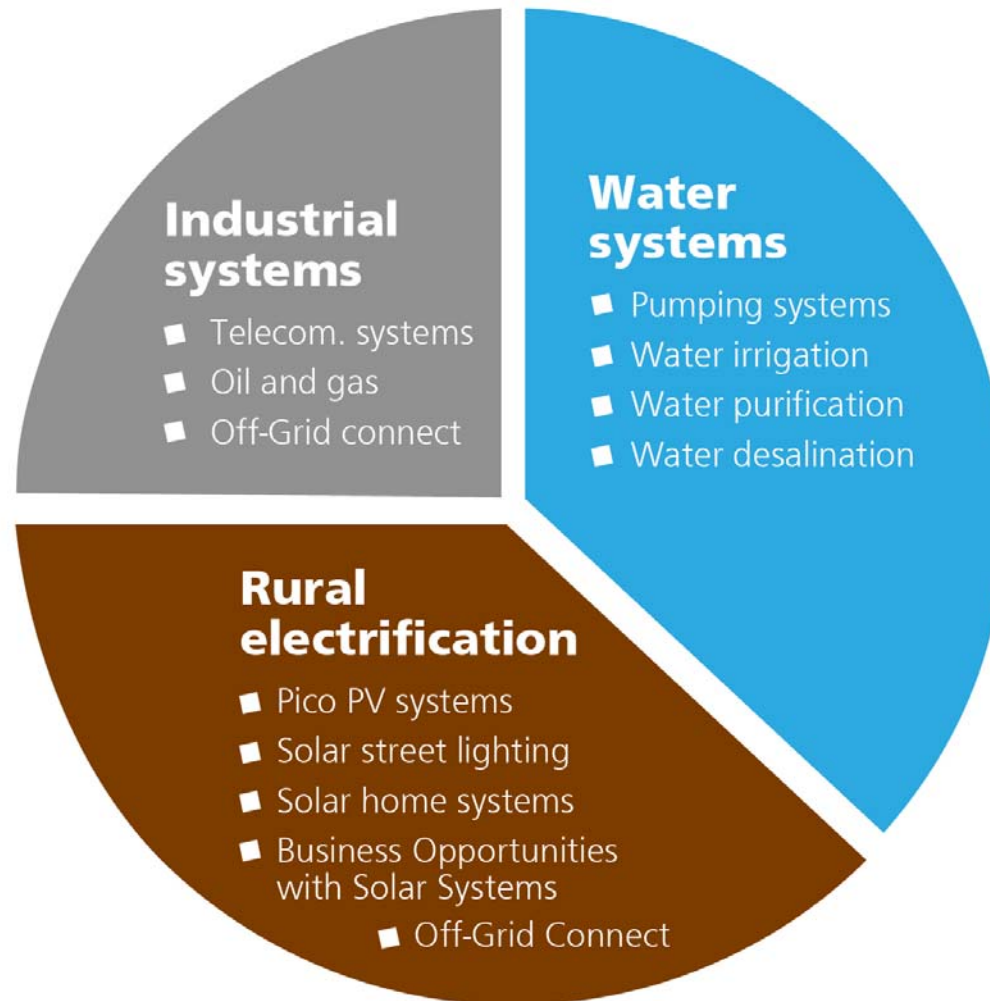 Industrial
systems
Telecom. systems
Oil and gas
Off-Grid connect
Water
systems
Pumping systems
Water irrigation
Water purification
Water desalination
Rural
electrification
Pico PV systems
Solar street lighting
Solar home systems
Business Opportunities
with Solar Systems
Off-Grid Connect